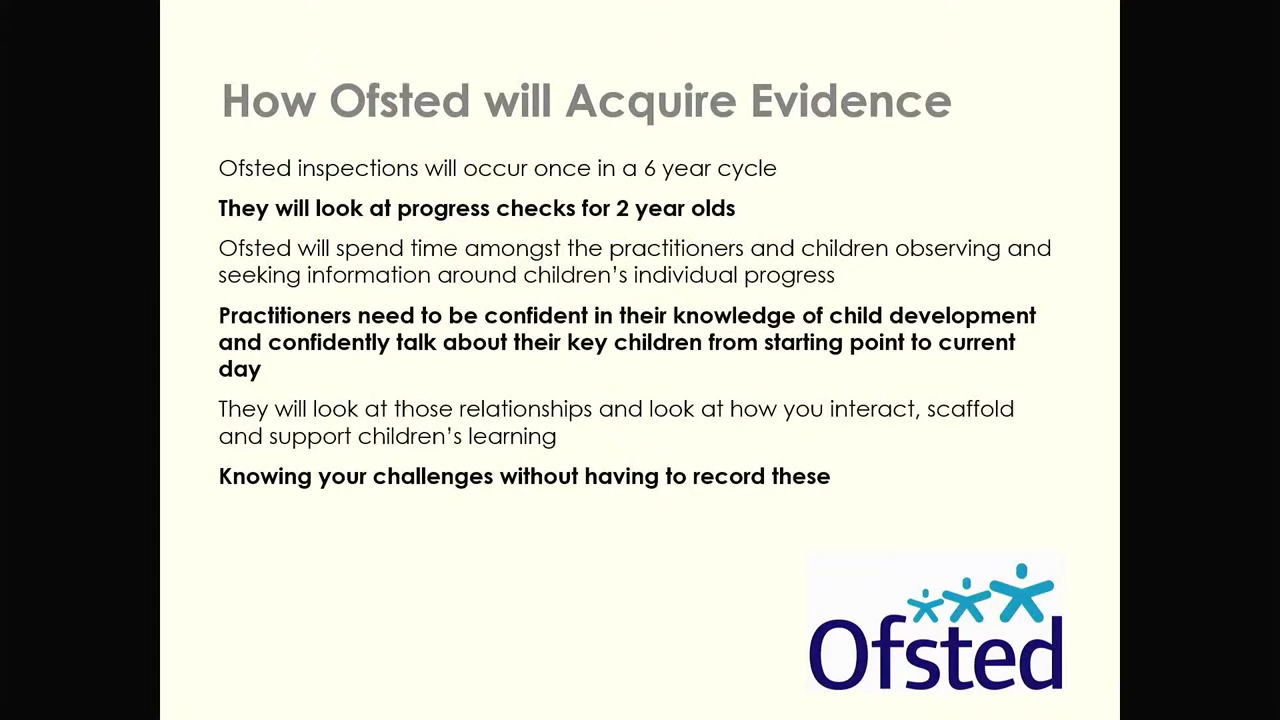 How Ofsted will Acquire Evidence
Ofsted inspections will occur once in a 6 year cycle
They will look at progress checks for 2 year olds
Ofsted will spend time amongst the practitioners and children observing and
seeking information around children’s individual progress
Practitioners need to be confident in their knowledge of child development
and confidently talk about their key children from starting point to current
day
They will look at those relationships and look at how you interact, scaffold
and support children’s learning
Knowing your challenges without having to record these
Ofsted